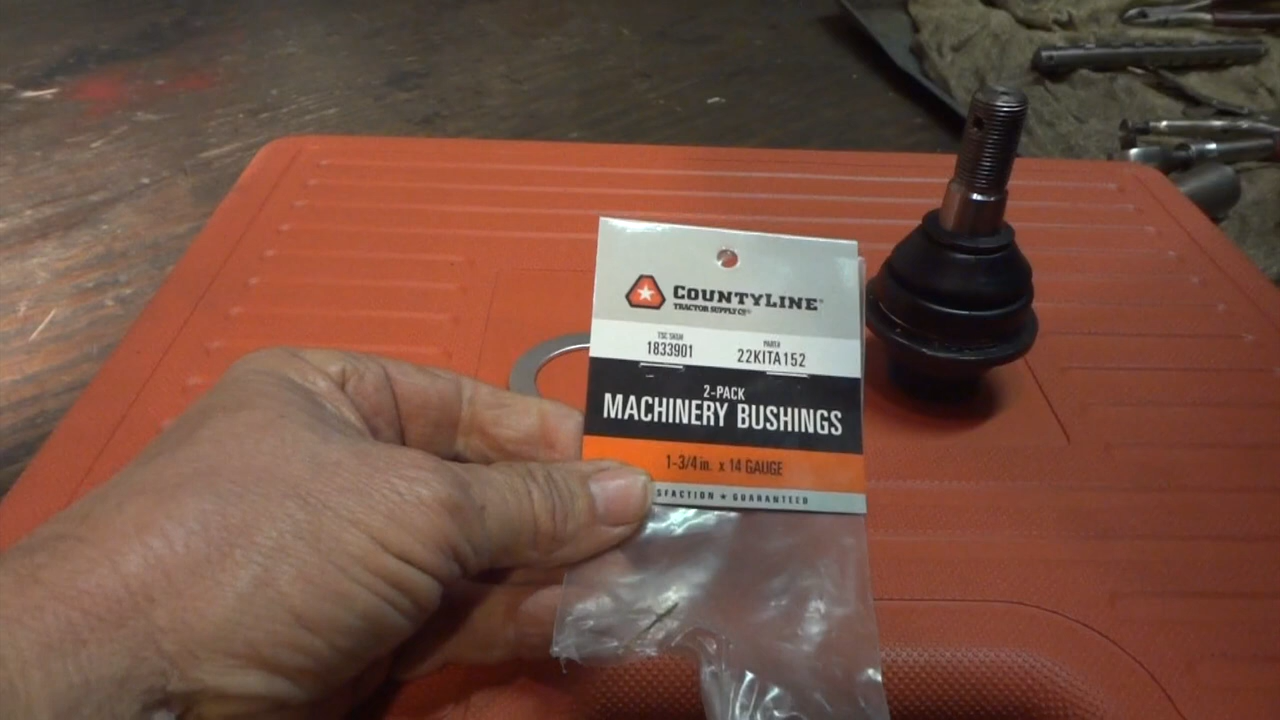 COUNTYLINE
TRACTOR SUPPLY CO
TSC SKU#
1833901
PART#
22KITA152
2-PACK
MACHINERY BUSHINGS
1-3/4 in. x 14 GAUGE
SFACTION ★ GUARANTEED